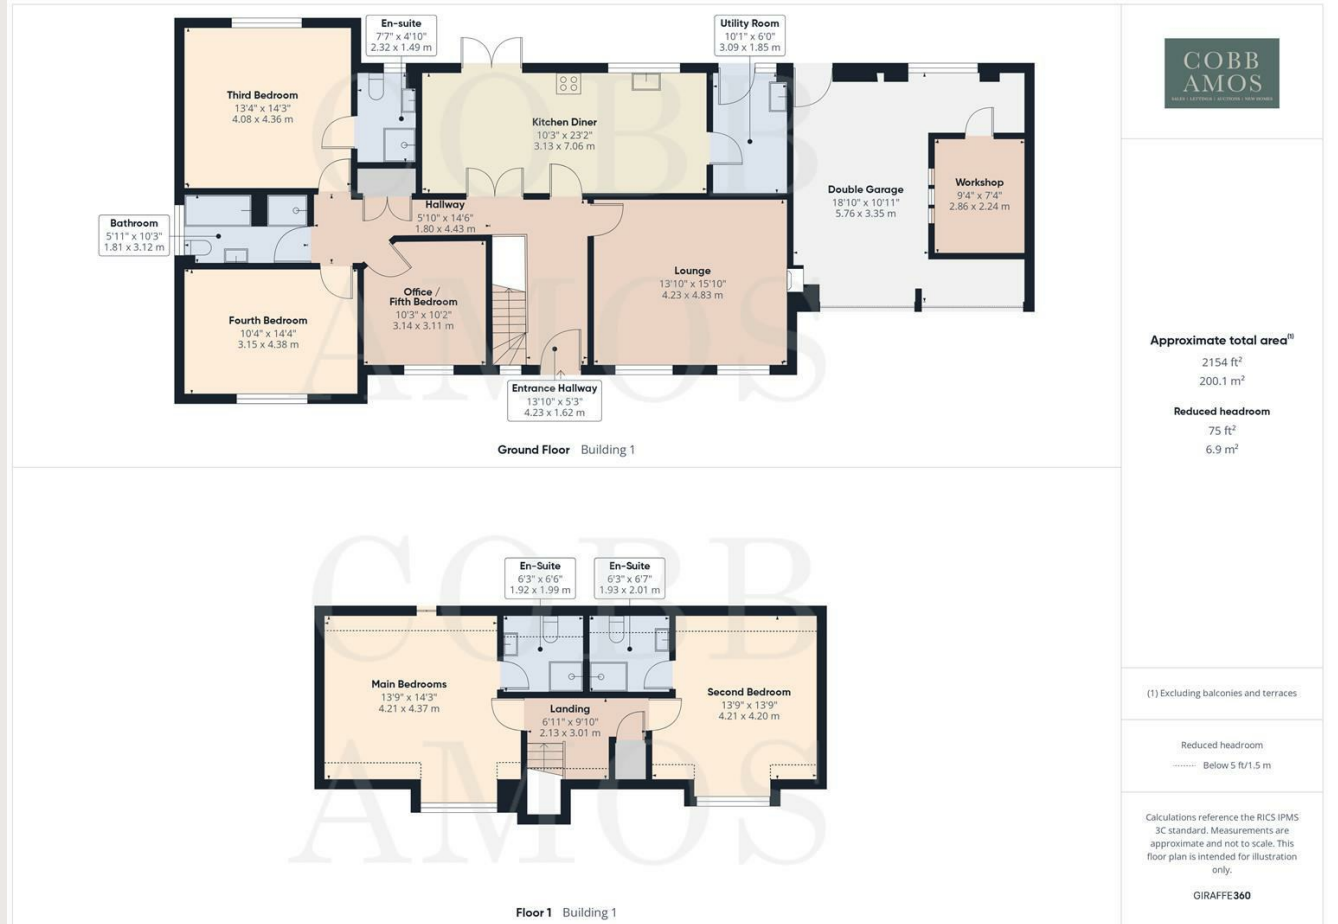 En-suite
7'7" x 4'10"
2.32 x 1.49 m
Utility Room
10'1" x 6'0"
3.09 x 1.85 m
Third Bedroom
13'4" x 14'3"
4.08 x 4.36 m
Kitchen Diner
10'3" x 23'2"
3.13 x 7.06 m
Double Garage
18'10" x 10'11"
5.76 x 3.35 m
Workshop
9'4" x 7'4"
2.86 x 2.24 m
Bathroom
5'11" x 10'3"
1.81 x 3.12 m
Hallway
5'10" x 14'6"
1.80 x 4.43 m
Lounge
13'10" x 15'10"
4.23 x 4.83 m
Fourth Bedroom
10'4" x 14'4"
3.15 x 4.38 m
Office /
Fifth Bedroom
10'3" x 10'2"
3.14 x 3.11 m
Entrance Hallway
13'10" x 5'3"
4.23 x 1.62 m
COBB
AMOS
Ground Floor Building 1
En-Suite
6'3" x 6'6"
1.92 x 1.99 m
En-Suite
6'3" x 6'7"
1.93 x 2.01 m
Main Bedrooms
13'9" x 14'3"
4.21 x 4.37 m
Landing
6'11" x 9'10"
2.13 x 3.01 m
Second Bedroom
13'9" x 13'9"
4.21 x 4.20 m
COBB
AMOS
Floor 1 Building 1
COBB
AMOS
SALES | LETTINGS | AUCTIONS | NEW HOMES
Approximate total area(1)
2154 ft²
200.1 m²
Reduced headroom
75 ft²
6.9 m²
(1) Excluding balconies and terraces
Reduced headroom
Below 5 ft/1.5 m
Calculations reference the RICS IPMS
3C standard. Measurements are
approximate and not to scale. This
floor plan is intended for illustration
only.
GIRAFFE360